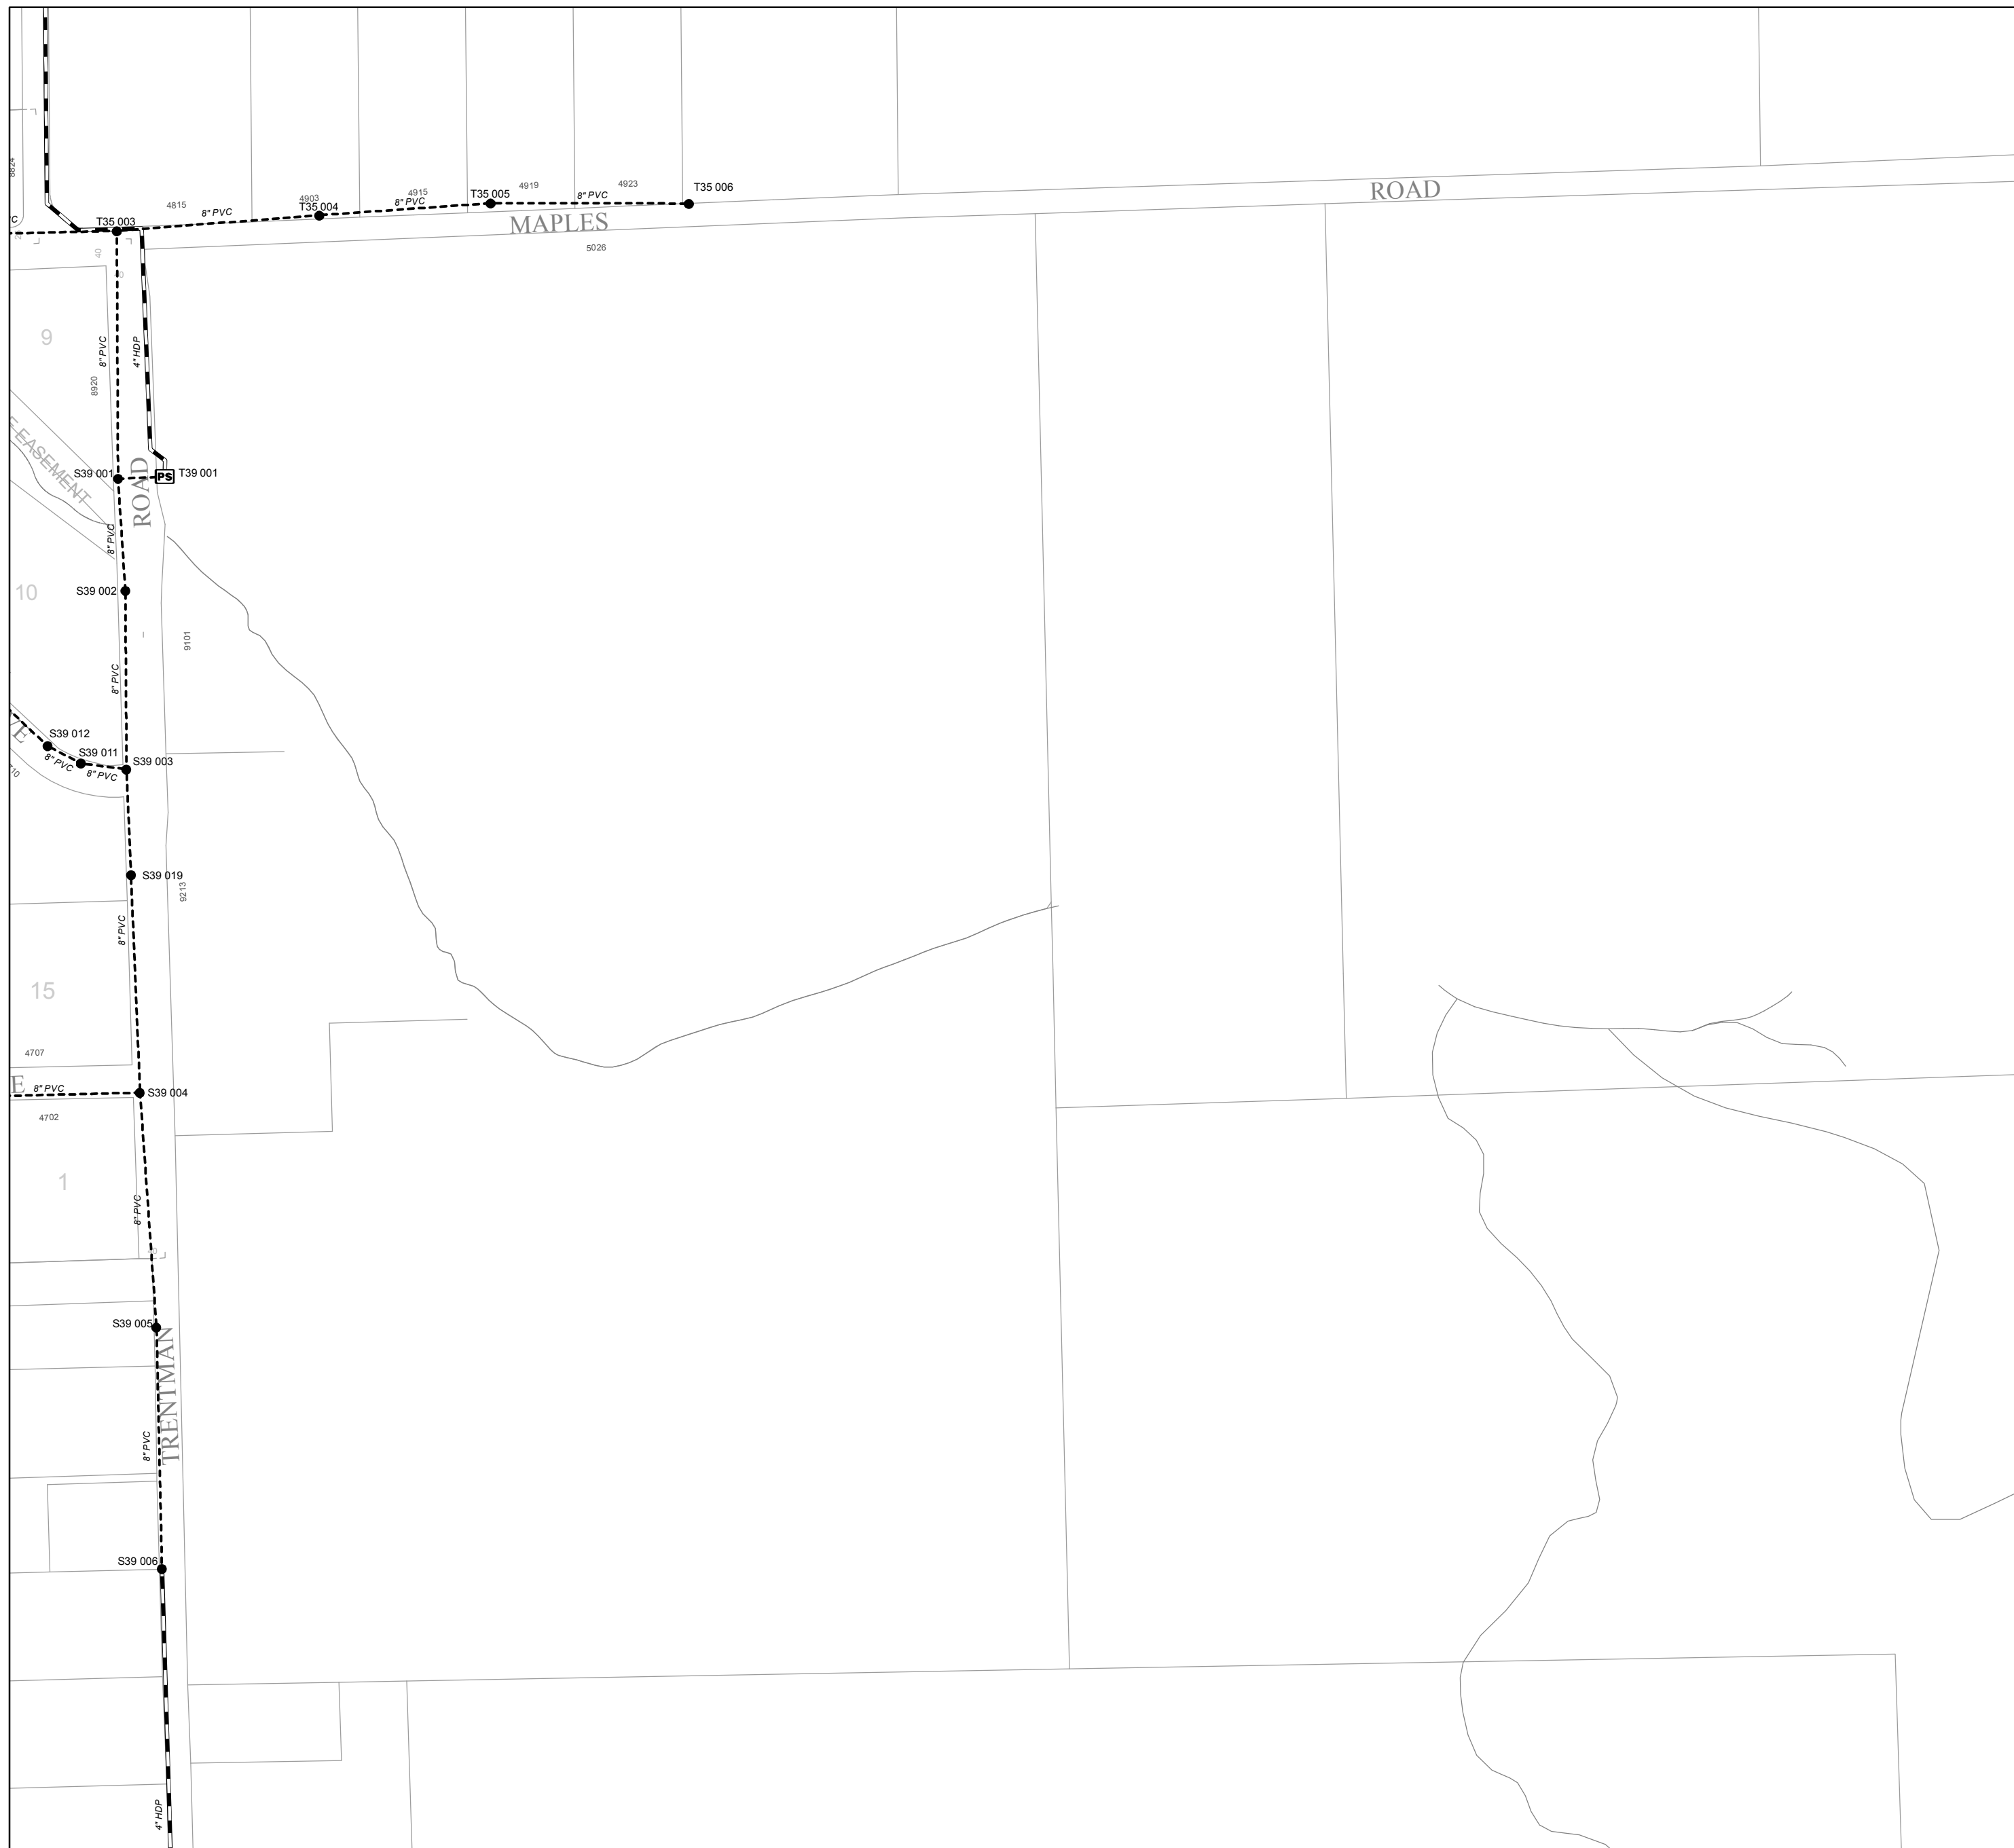 8824
ROAD
4923
T35 006
4919
4915
T35 005
4903
4815
8" PVC
T35 004
8" PVC
8" PVC
T35 003
MAPLES
C
5026
40
9
8" PVC
4" HDP
8920
EASEMENT
S39 001
PS
T39 001
ROAD
8" PVC
S39 002
10
9101
8" PVC
S39 012
E
S39 011
S39 003
8" PVC
8" PVC
S39 019
9213
8" PVC
15
4707
E
8" PVC
S39 004
4702
1
8" PVC
S39 005
TRENTMAN
8" PVC
S39 006
4" HDP